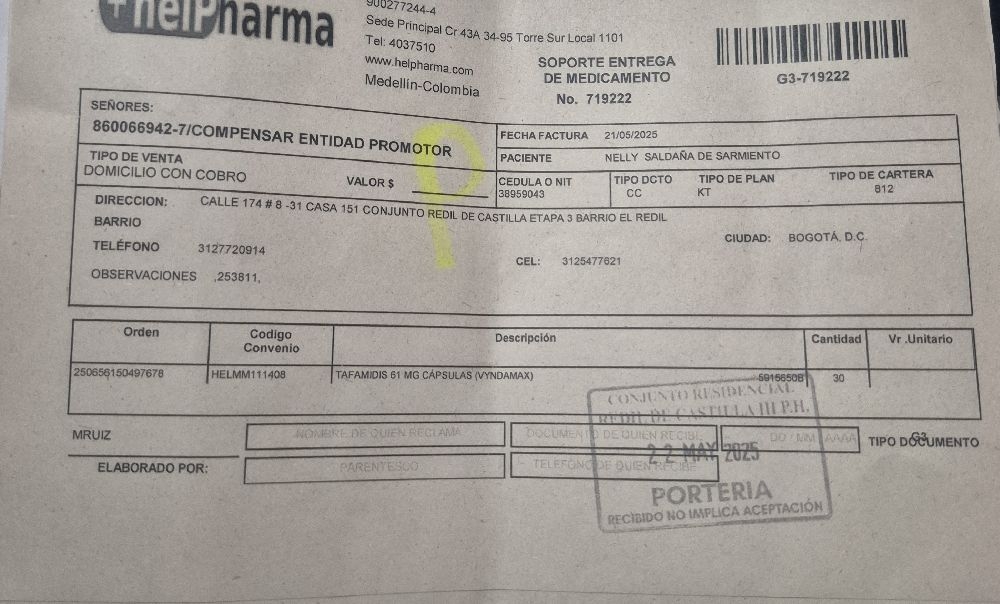 +helPharma
900277244-4
Sede Principal Cr 43A 34-95 Torre Sur Local 1101
Tel: 4037510
www.helpharma.com
Medellín-Colombia
SOPORTE ENTREGA
DE MEDICAMENTO
No. 719222
G3-719222
SEÑORES:
860066942-7/COMPENSAR ENTIDAD PROMOTOR
TIPO DE VENTA
DOMICILIO CON COBRO
VALOR $
P
FECHA FACTURA 21/05/2025
PACIENTE NELLY SALDAÑA DE SARMIENTO
CEDULA O NIT
38959043
TIPO DCTO
CC
TIPO DE PLAN
KT
TIPO DE CARTERA
812
DIRECCION: CALLE 174 # 8 -31 CASA 151 CONJUNTO REDIL DE CASTILLA ETAPA 3 BARRIO EL REDIL
BARRIO
CIUDAD: BOGOTÁ, D.C.
TELÉFONO 3127720914
CEL: 3125477621
OBSERVACIONES ,253811,
Orden Codigo Convenio Descripción Cantidad Vr .Unitario
250656150497678 HELMM111408 TAFAMIDIS 61 MG CÁPSULAS (VYNDAMAX) 5915850B 30
MRUIZ
NOMBRE DE QUIEN RECLAMA
DOCUMENTO DE QUIEN RECIBE
DD / MM / AAAA
TIPO DOCUMENTO
G3
ELABORADO POR:
PARENTESCO
TELEFONO DE QUIEN RECIBE
CONJUNTO RESIDENCIAL
REDIL DE CASTILLA III P.H.
22 MAY 2025
PORTERIA
RECIBIDO NO IMPLICA ACEPTACIÓN